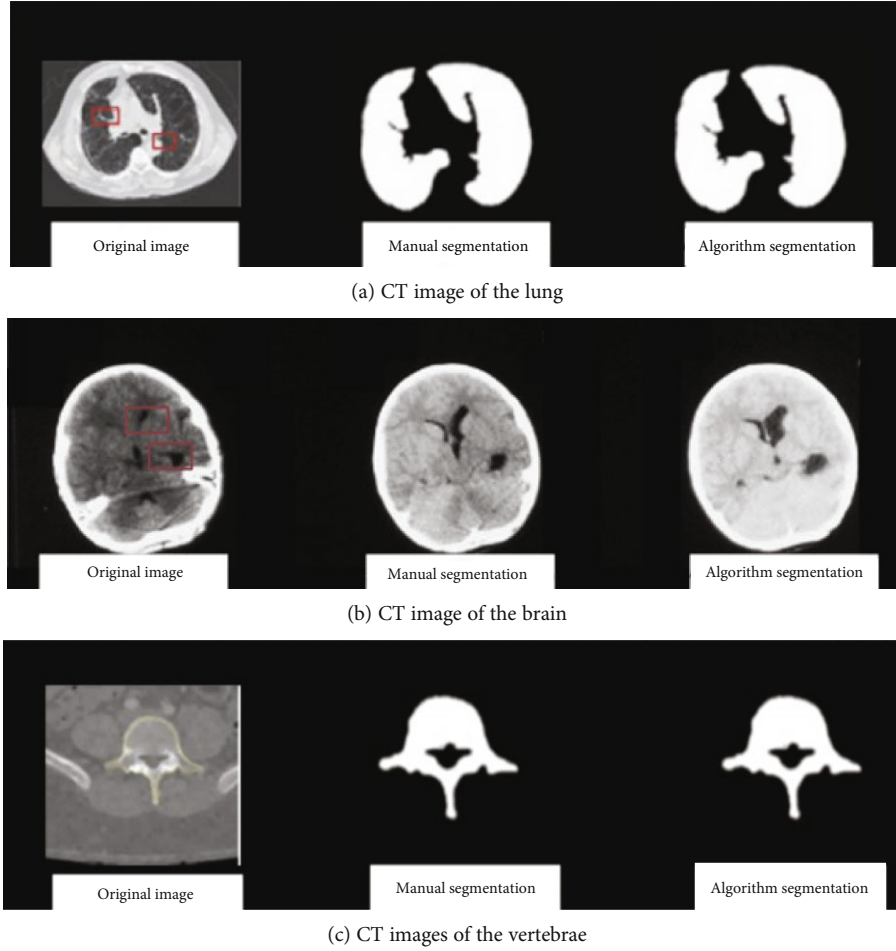 Original image
Manual segmentation
Algorithm segmentation
(a) CT image of the lung
Original image
Manual segmentation
Algorithm segmentation
(b) CT image of the brain
Original image
Manual segmentation
Algorithm segmentation
(c) CT images of the vertebrae